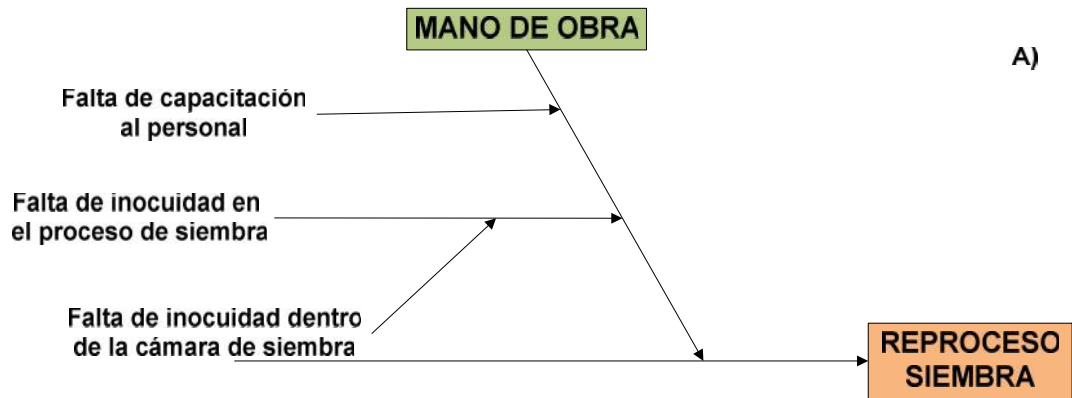 MANO DE OBRA
A)
Falta de capacitación
al personal
Falta de inocuidad en
el proceso de siembra
Falta de inocuidad dentro
de la cámara de siembra
REPROCESO
SIEMBRA